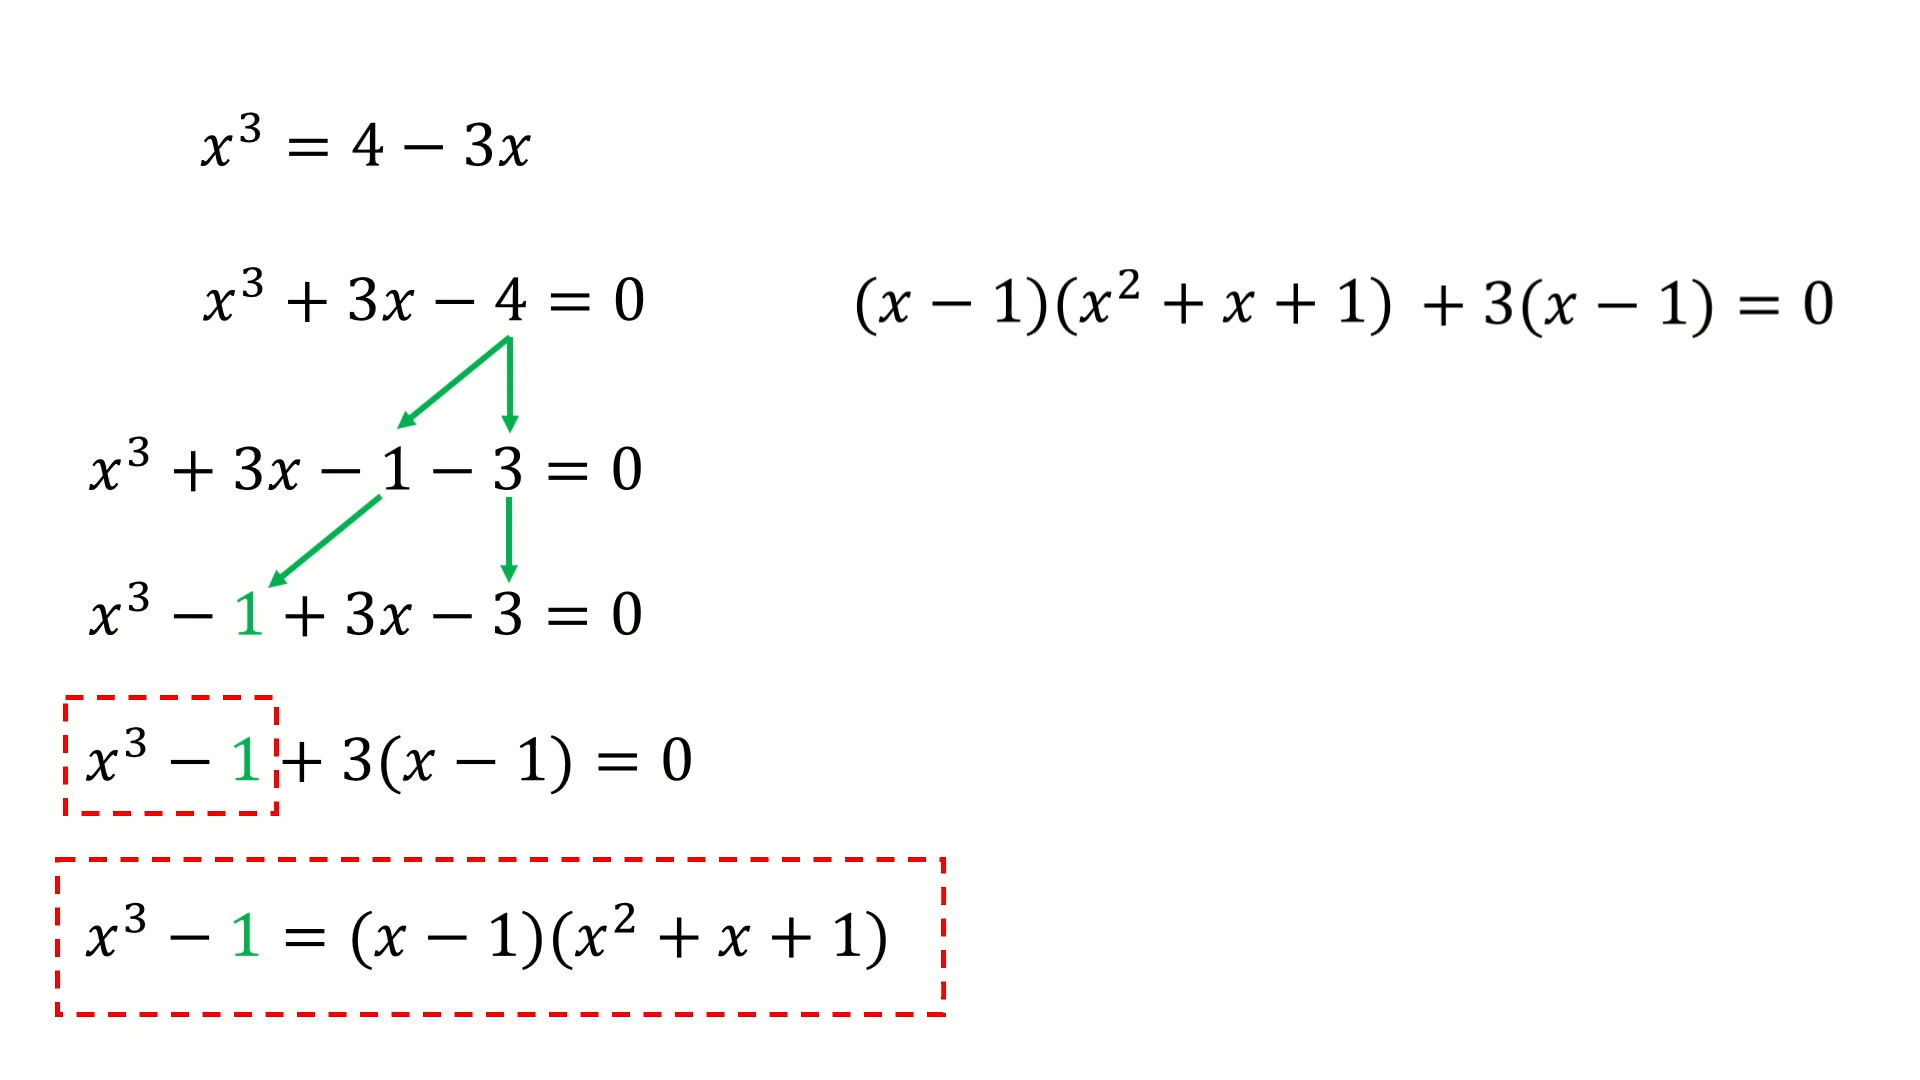 x³ = 4 − 3x
x³ + 3x − 4 = 0
x³ + 3x − 1 − 3 = 0
x³ − 1 + 3x − 3 = 0
x³ − 1 + 3(x − 1) = 0
x³ − 1 = (x − 1)(x² + x + 1)
(x − 1)(x² + x + 1) + 3(x − 1) = 0